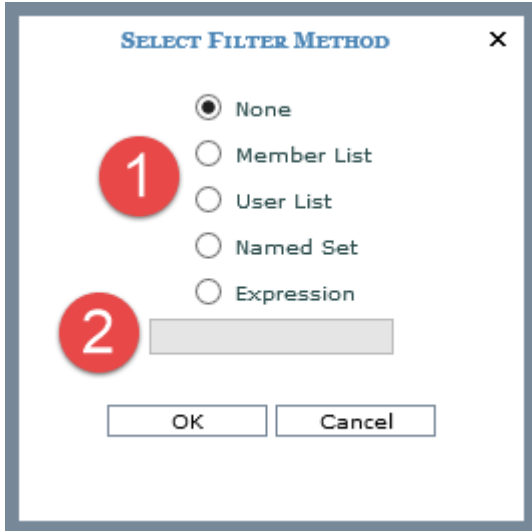 Select Filter Method ×
None
Member List
1
User List
Named Set
Expression
2
OK Cancel